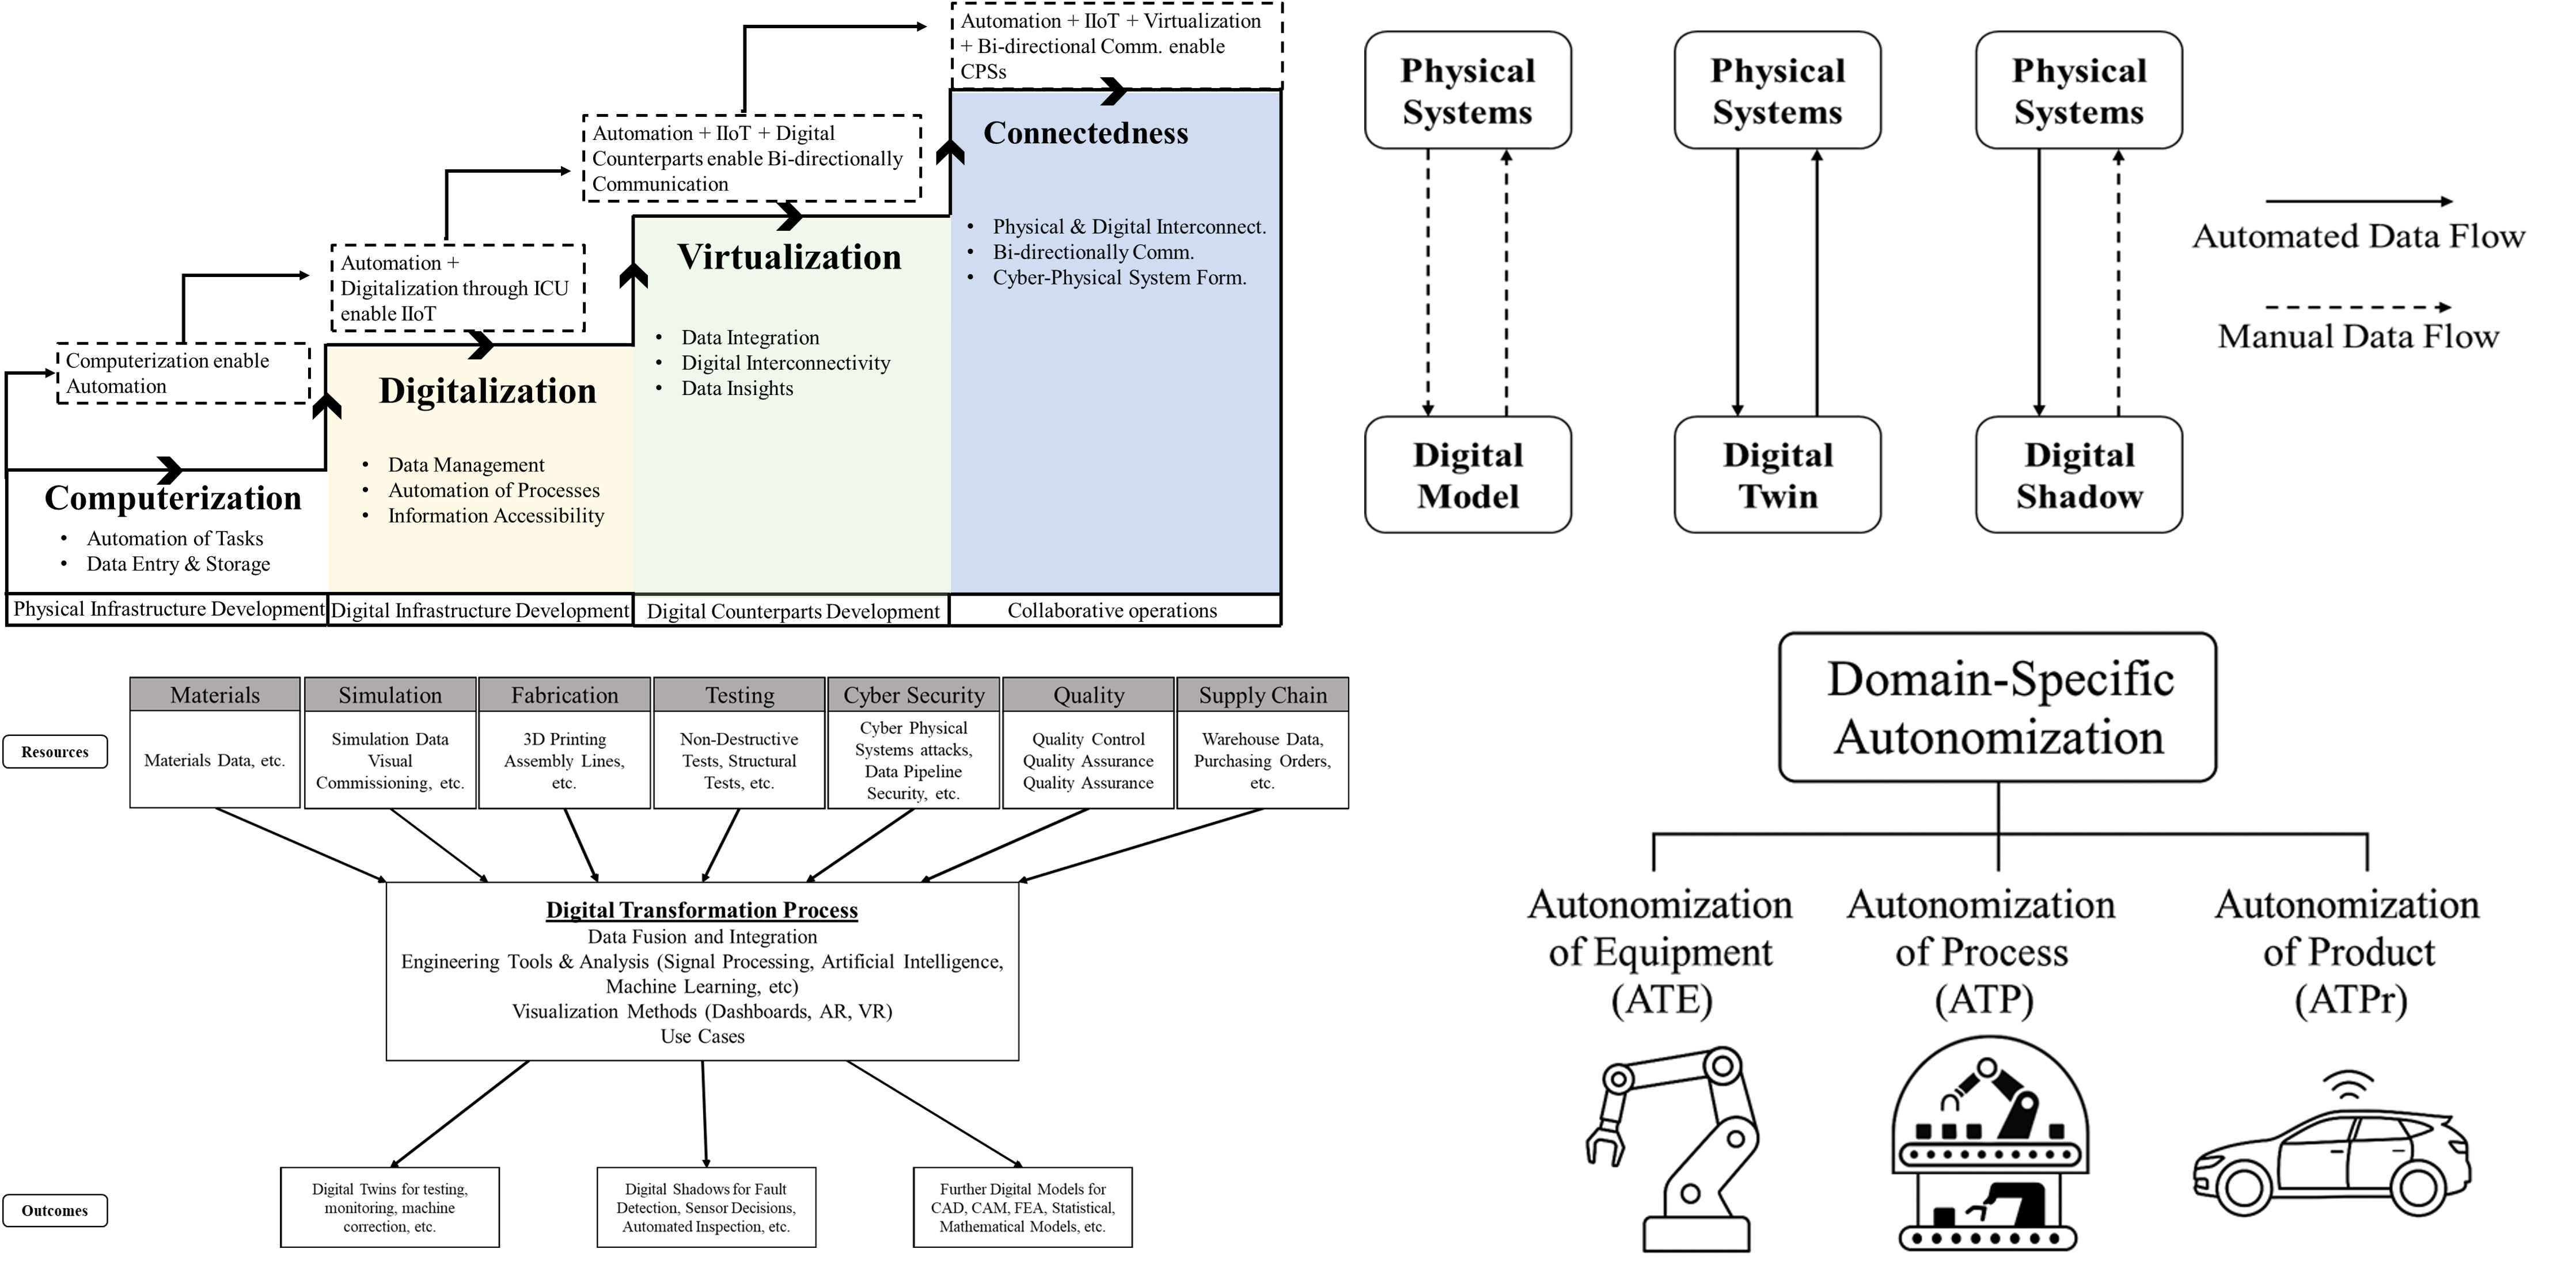 Automation + IIoT + Virtualization
+ Bi-directional Comm. enable
CPSs
Automation + IIoT + Digital
Counterparts enable Bi-directionally
Communication
Automation +
Digitalization through ICU
enable IIoT
Computerization enable
Automation
Computerization
• Automation of Tasks
• Data Entry & Storage
Digitalization
• Data Management
• Automation of Processes
• Information Accessibility
Virtualization
• Data Integration
• Digital Interconnectivity
• Data Insights
Connectedness
• Physical & Digital Interconnect.
• Bi-directionally Comm.
• Cyber-Physical System Form.
Physical Infrastructure Development
Digital Infrastructure Development
Digital Counterparts Development
Collaborative operations
Physical
Systems
Digital
Model
Physical
Systems
Digital
Twin
Physical
Systems
Digital
Shadow
Automated Data Flow
Manual Data Flow
Resources
Materials
Materials Data, etc.
Simulation
Simulation Data
Visual
Commissioning, etc.
Fabrication
3D Printing
Assembly Lines,
etc.
Testing
Non-Destructive
Tests, Structural
Tests, etc.
Cyber Security
Cyber Physical
Systems attacks,
Data Pipeline
Security, etc.
Quality
Quality Control
Quality Assurance
Quality Assurance
Supply Chain
Warehouse Data,
Purchasing Orders,
etc.
Digital Transformation Process
Data Fusion and Integration
Engineering Tools & Analysis (Signal Processing, Artificial Intelligence,
Machine Learning, etc)
Visualization Methods (Dashboards, AR, VR)
Use Cases
Outcomes
Digital Twins for testing,
monitoring, machine
correction, etc.
Digital Shadows for Fault
Detection, Sensor Decisions,
Automated Inspection, etc.
Further Digital Models for
CAD, CAM, FEA, Statistical,
Mathematical Models, etc.
Domain-Specific
Autonomization
Autonomization
of Equipment
(ATE)
Autonomization
of Process
(ATP)
Autonomization
of Product
(ATPr)